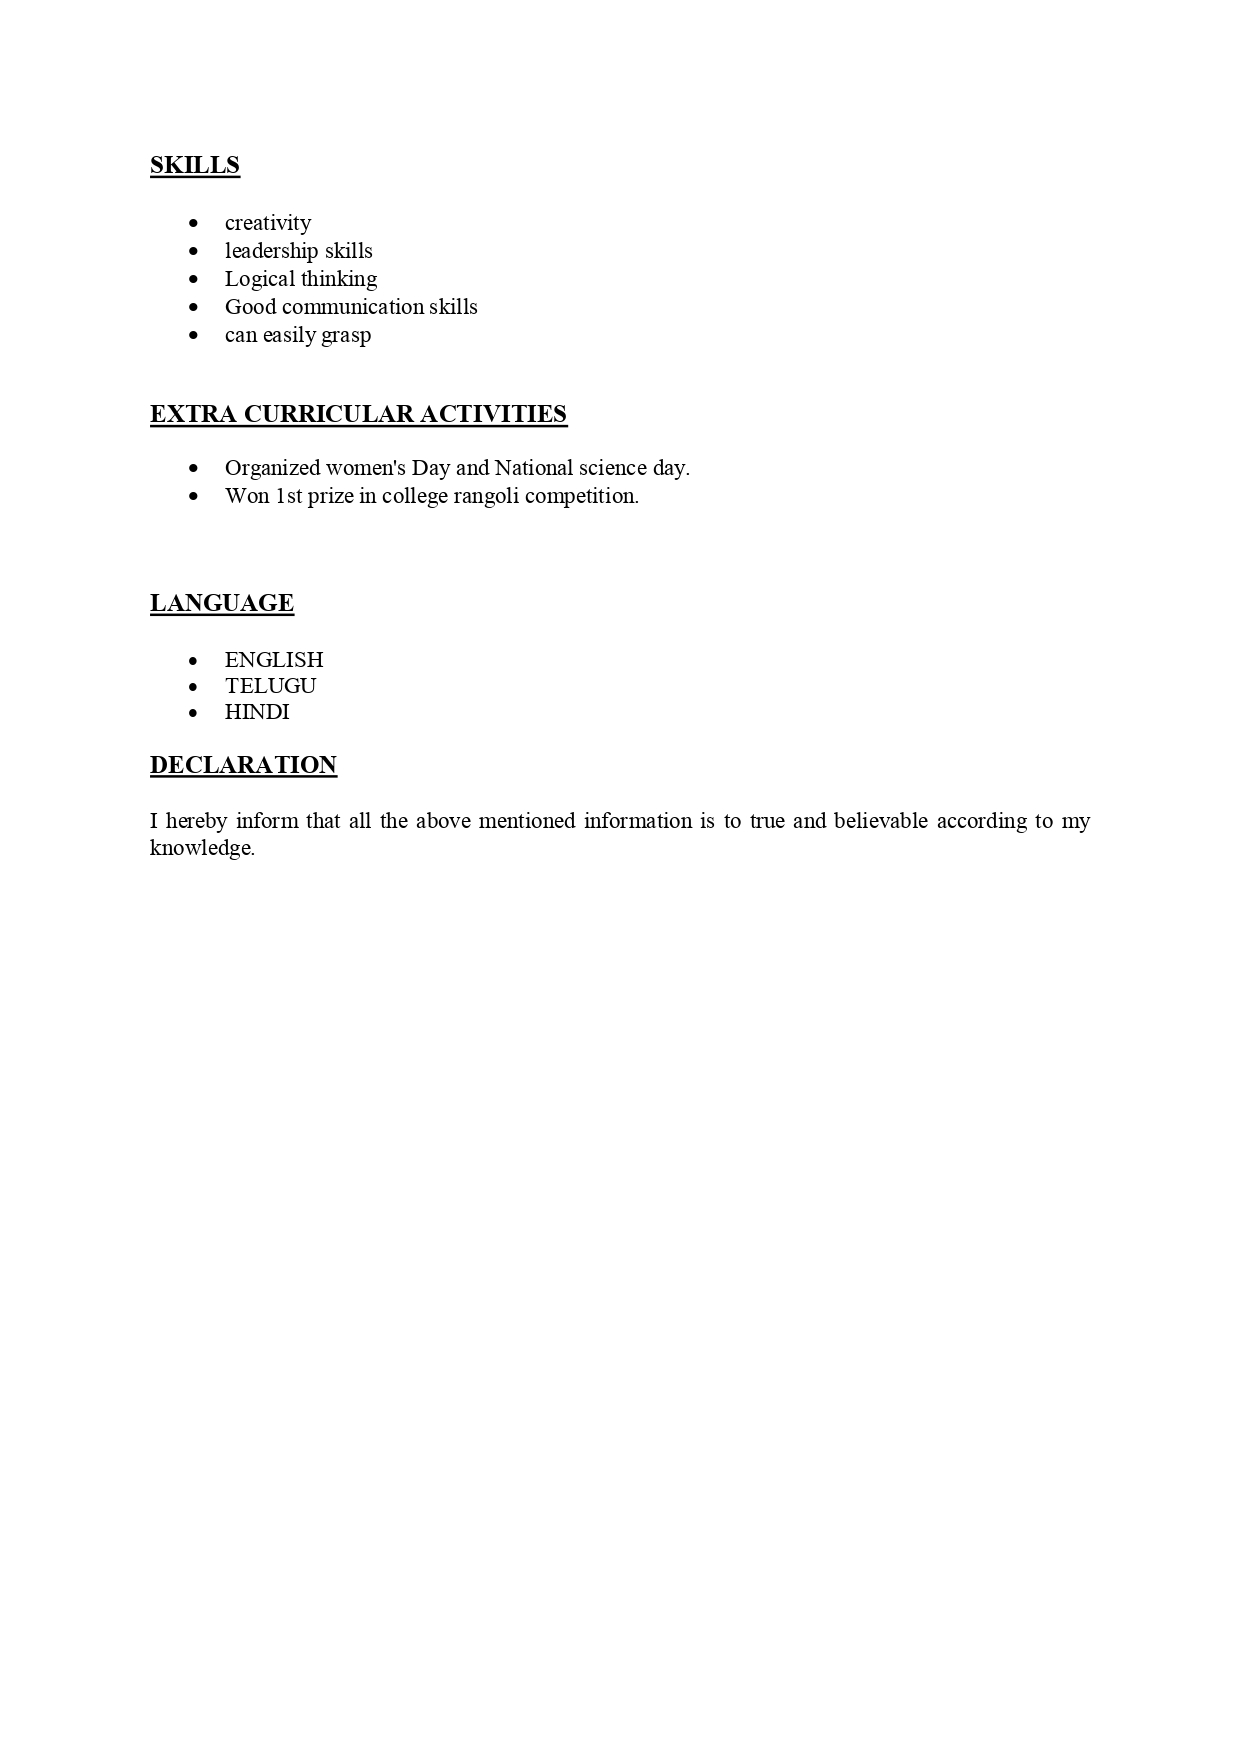 SKILLS
• creativity
• leadership skills
• Logical thinking
• Good communication skills
• can easily grasp
EXTRA CURRICULAR ACTIVITIES
• Organized women's Day and National science day.
• Won 1st prize in college rangoli competition.
LANGUAGE
• ENGLISH
• TELUGU
• HINDI
DECLARATION
I hereby inform that all the above mentioned information is to true and believable according to my
knowledge.